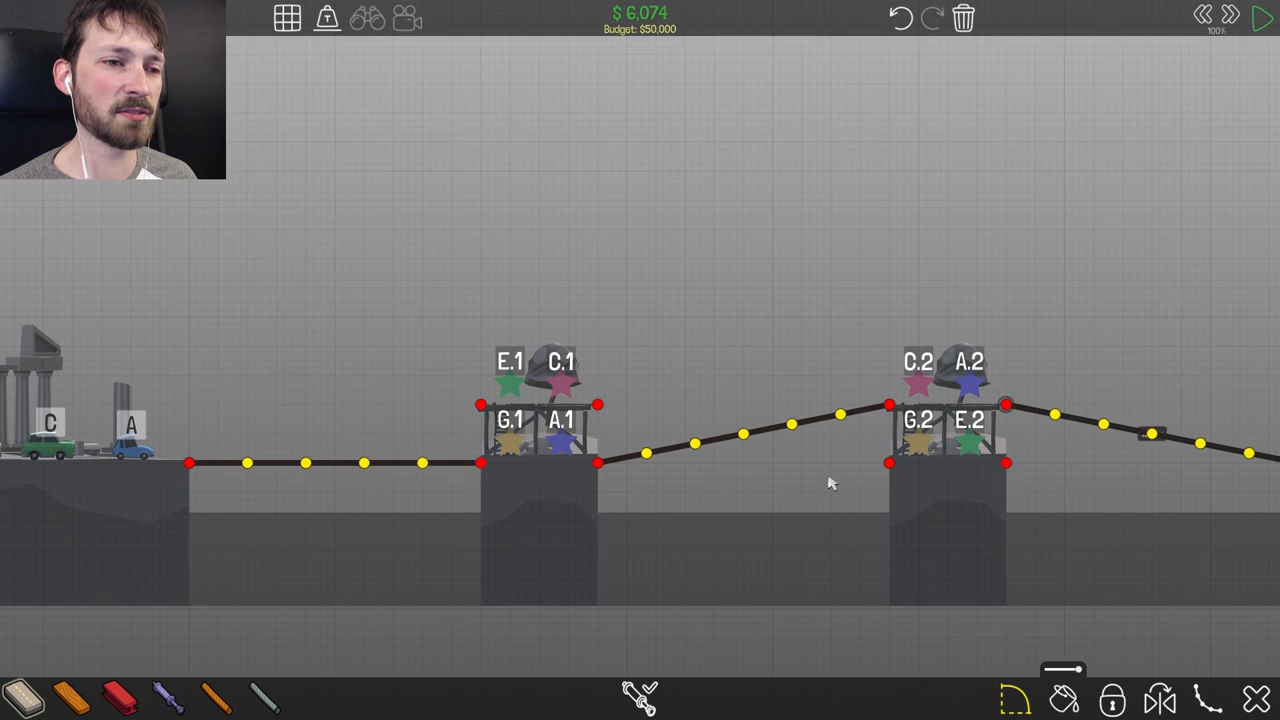 $ 6,074
Budget: $50,000
100%
E.1 C.1
C.2 A.2
G.1 A.1
G.2 E.2
C A
T